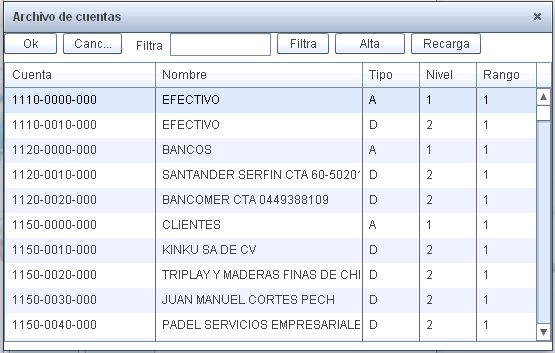 Archivo de cuentas ×
Ok Canc... Filtra Filtra Alta Recarga
Cuenta Nombre Tipo Nivel Rango
1110-0000-000 EFECTIVO A 1 1
1110-0010-000 EFECTIVO D 2 1
1120-0000-000 BANCOS A 1 1
1120-0010-000 SANTANDER SERFIN CTA 60-5020 D 2 1
1120-0020-000 BANCOMER CTA 0449388109 D 2 1
1150-0000-000 CLIENTES A 1 1
1150-0010-000 KINKU SA DE CV D 2 1
1150-0020-000 TRIPLAY Y MADERAS FINAS DE CHI D 2 1
1150-0030-000 JUAN MANUEL CORTES PECH D 2 1
1150-0040-000 PADEL SERVICIOS EMPRESARIALE D 2 1